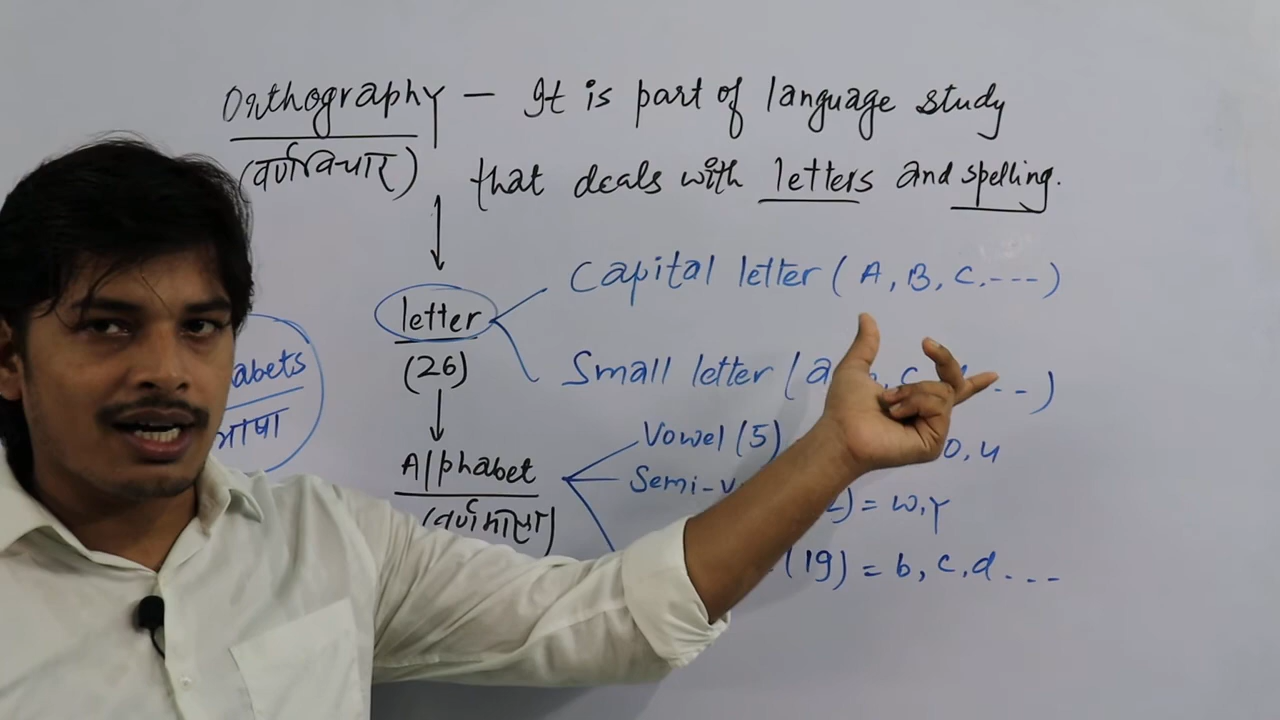 Orthography — It is part of language study
(वर्णविचार) that deals with letters and spelling.
Capital letter (A, B, C, ---)
letter
(26)
Small letter (a
abets
भाषा
Vowel (5) o, u
Alphabet
Semi-v = w, y
(वर्णमाला)
(19) = b, c, d ...